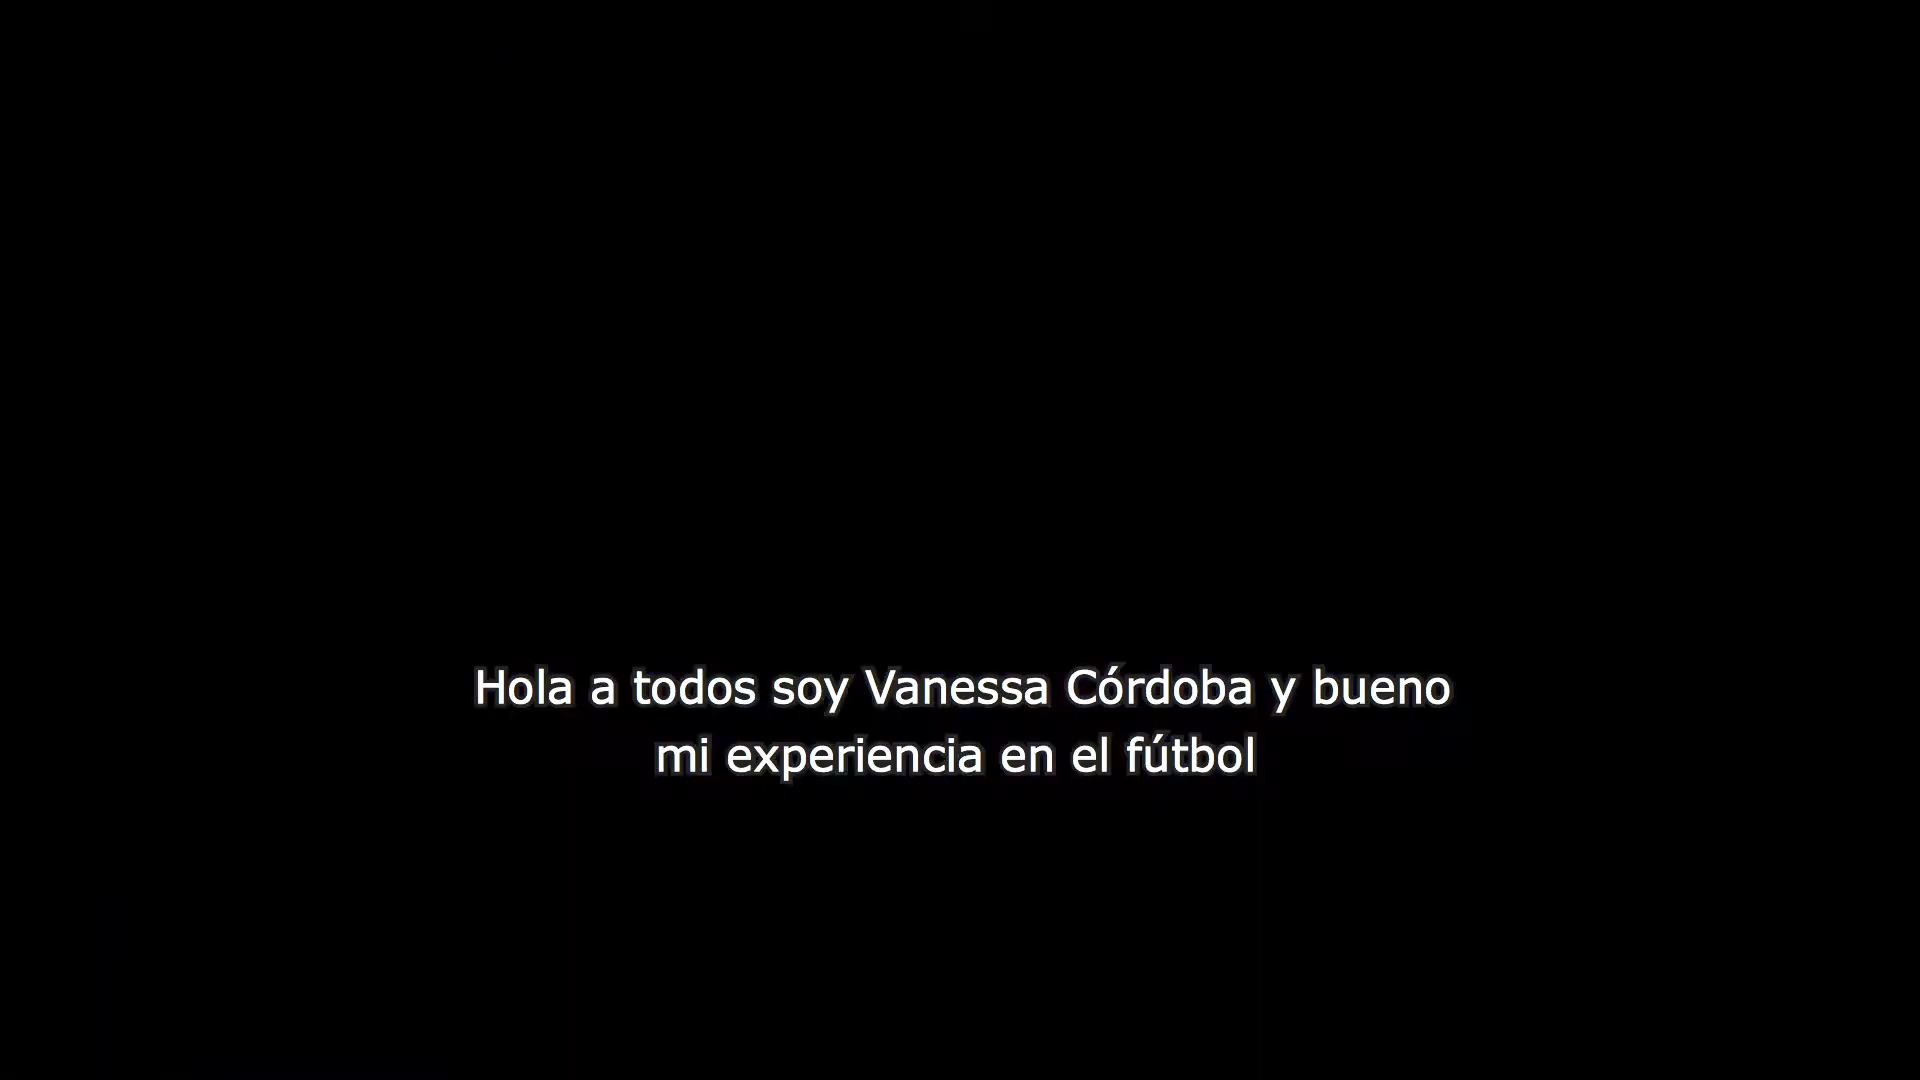 Hola a todos soy Vanessa Córdoba y bueno
mi experiencia en el fútbol